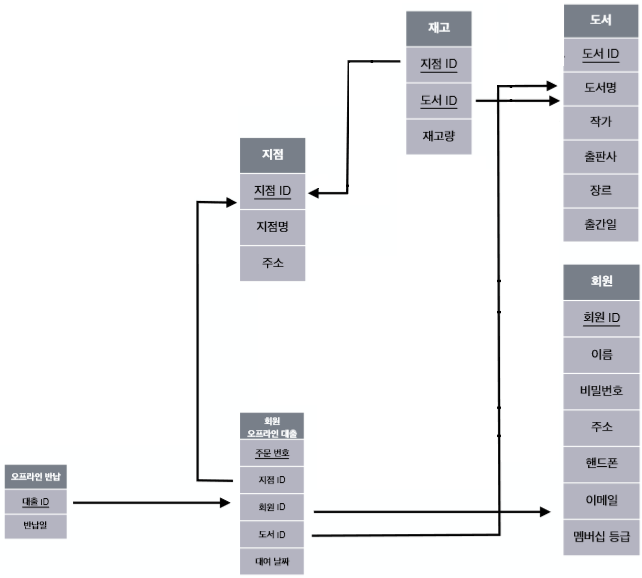 재고
지점 ID
도서 ID
재고량
도서
도서 ID
도서명
작가
출판사
장르
출간일
지점
지점 ID
지점명
주소
회원
회원 ID
이름
비밀번호
주소
핸드폰
이메일
멤버십 등급
회원
오프라인 대출
주문 번호
지점 ID
회원 ID
도서 ID
대여 날짜
오프라인 반납
대출 ID
반납일